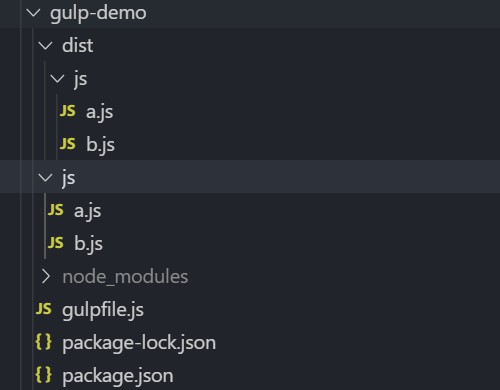 gulp-demo
dist
js
JS a.js
JS b.js
js
JS a.js
JS b.js
node_modules
JS gulpfile.js
{} package-lock.json
{} package.json